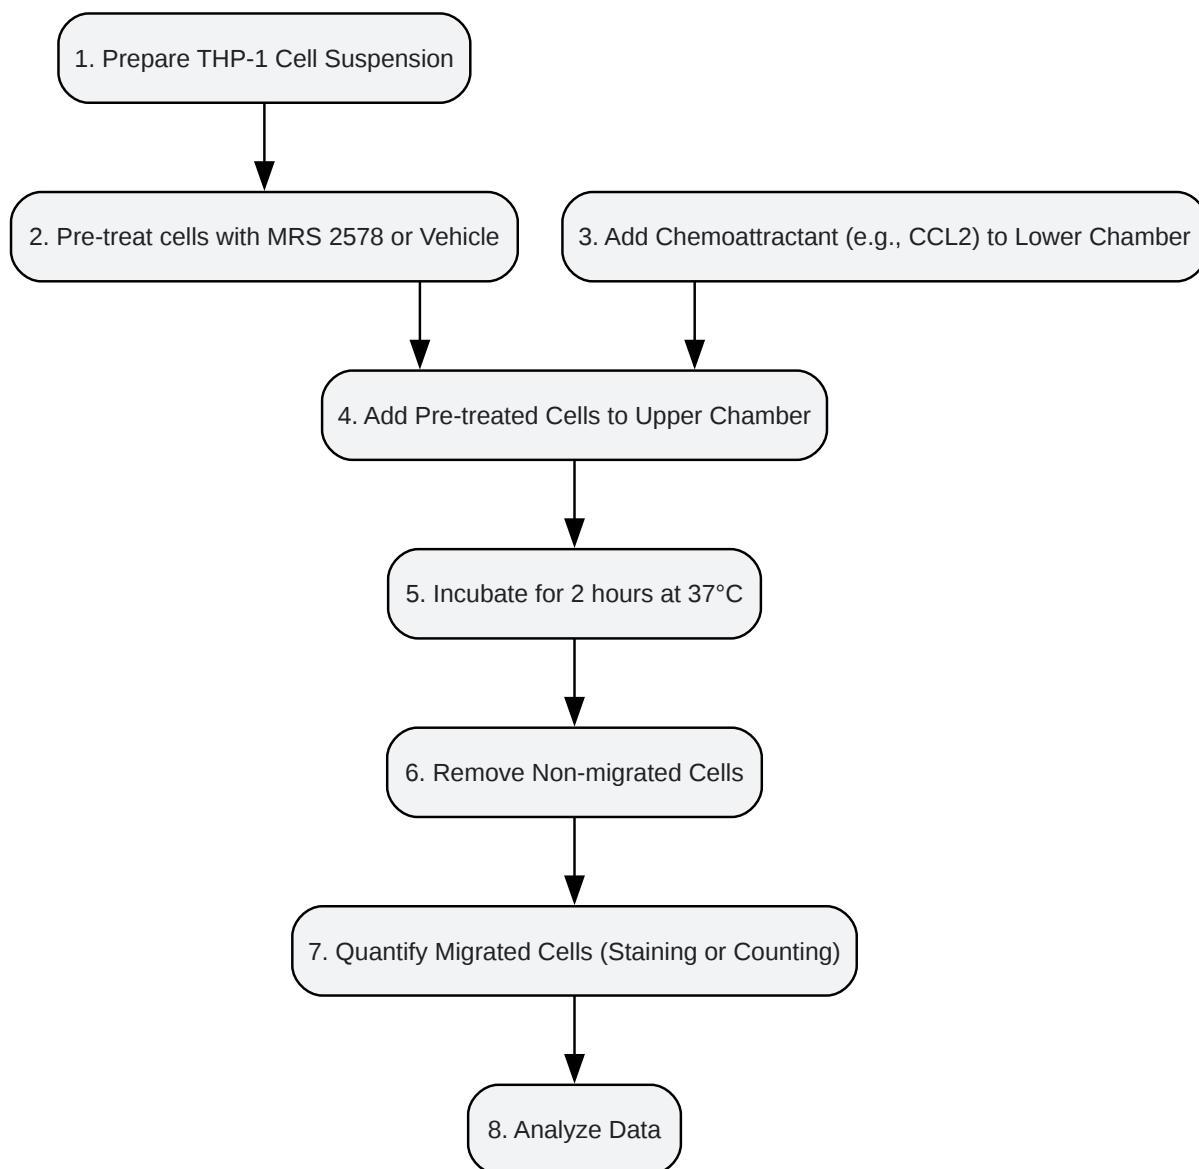 1. Prepare THP-1 Cell Suspension
2. Pre-treat cells with MRS 2578 or Vehicle
3. Add Chemoattractant (e.g., CCL2) to Lower Chamber
4. Add Pre-treated Cells to Upper Chamber
5. Incubate for 2 hours at 37°C
6. Remove Non-migrated Cells
7. Quantify Migrated Cells (Staining or Counting)
8. Analyze Data